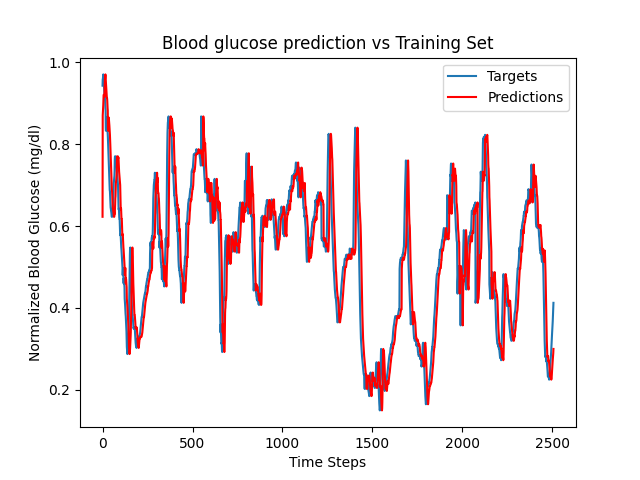 Blood glucose prediction vs Training Set
Normalized Blood Glucose (mg/dl)
1.0
0.8
0.6
0.4
0.2
Targets
Predictions
0
500
1000
1500
2000
2500
Time Steps